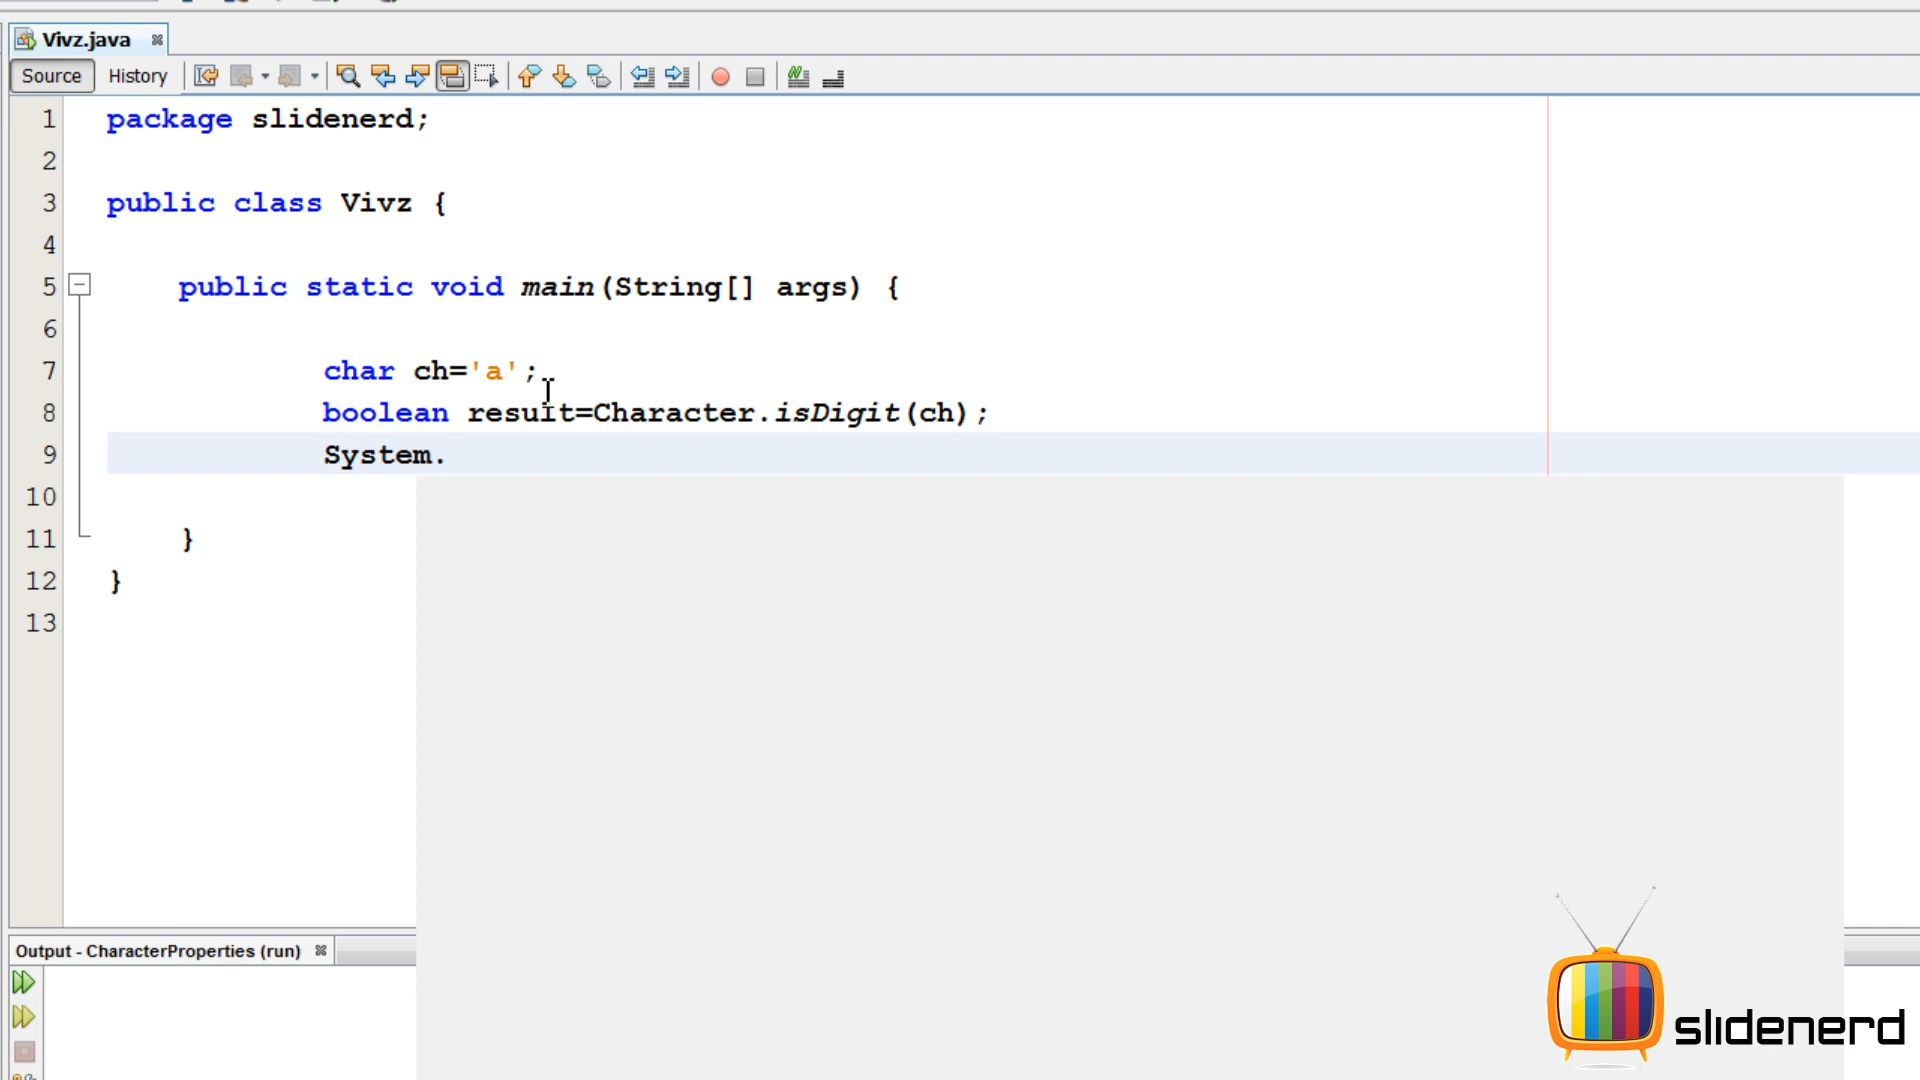 Vivz.java
Source History
1 package slidenerd;
2
3 public class Vivz {
4
5 public static void main(String[] args) {
6
7 char ch='a';
8 boolean result=Character.isDigit(ch);
9 System.
10
11 }
12 }
13
Output - CharacterProperties (run)
slidenerd